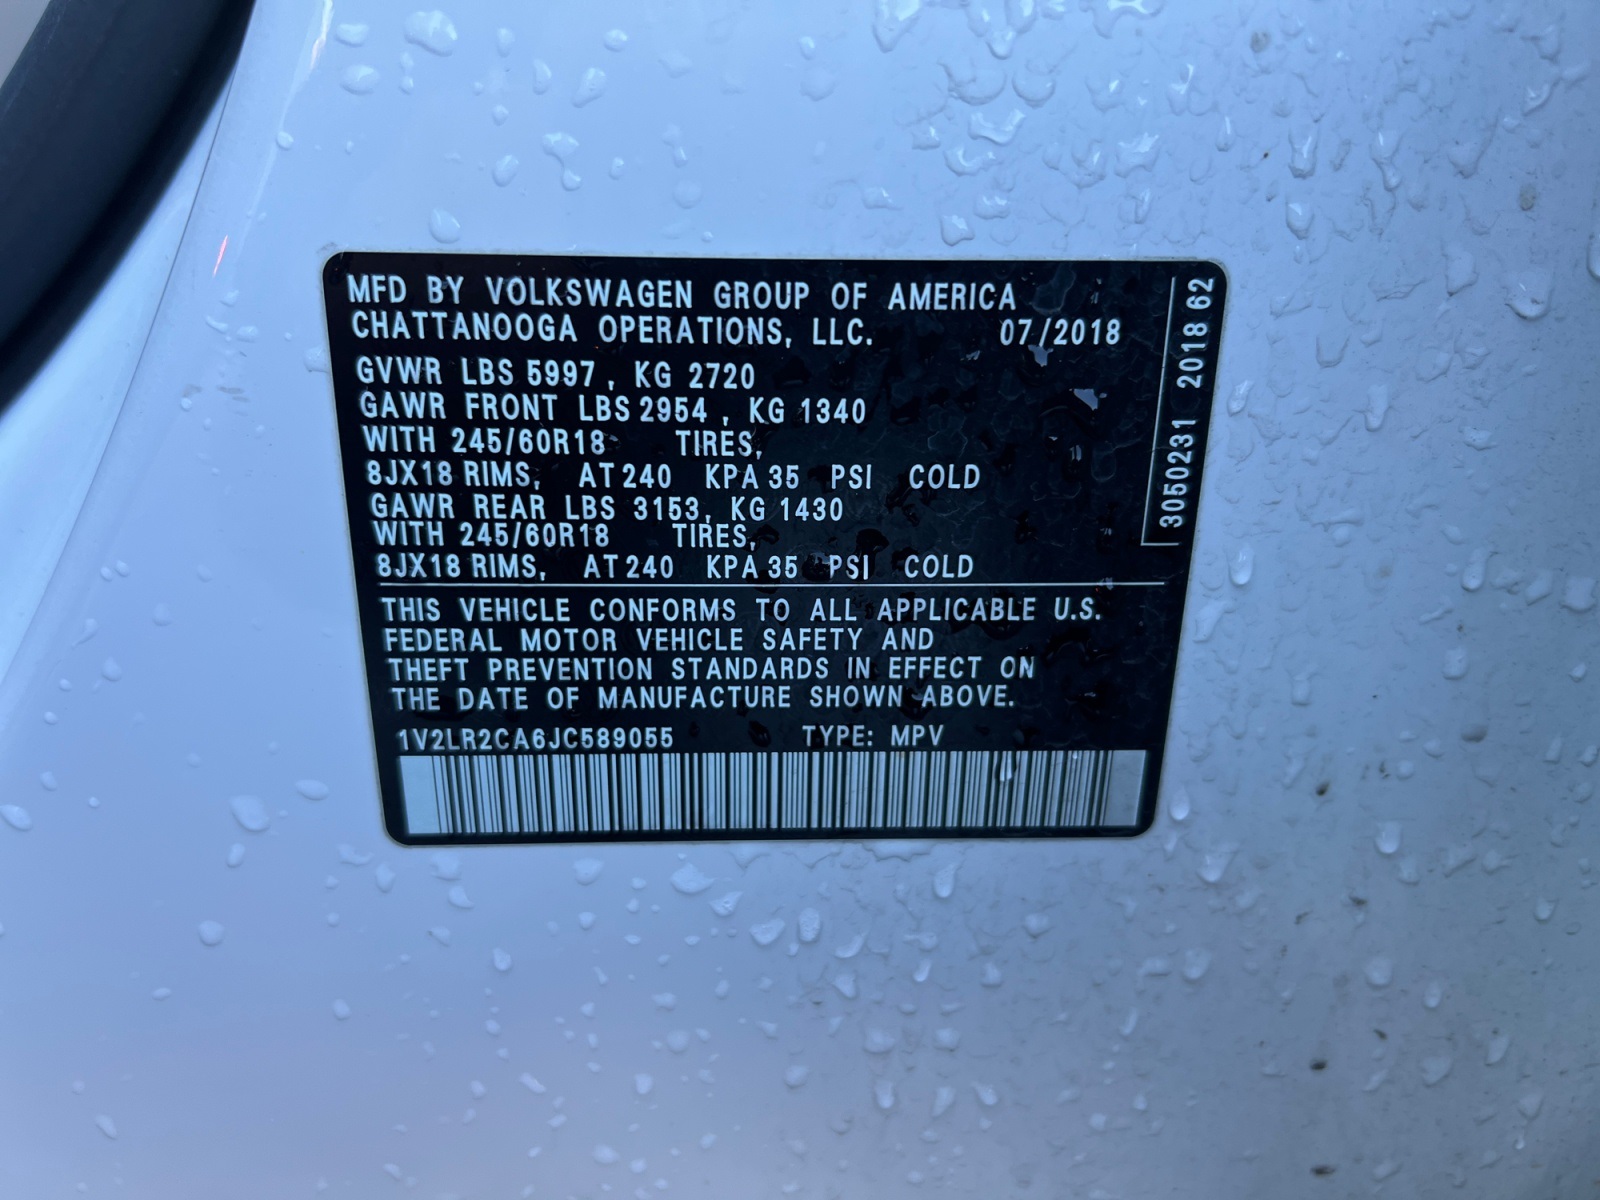 MFD BY VOLKSWAGEN GROUP OF AMERICA
CHATTANOOGA OPERATIONS, LLC. 07/2018
GVWR LBS 5997, KG 2720
GAWR FRONT LBS 2954, KG 1340
WITH 245/60R18 TIRES,
8JX18 RIMS, AT 240 KPA 35 PSI COLD
GAWR REAR LBS 3153, KG 1430
WITH 245/60R18 TIRES,
8JX18 RIMS, AT 240 KPA 35 PSI COLD
THIS VEHICLE CONFORMS TO ALL APPLICABLE U.S.
FEDERAL MOTOR VEHICLE SAFETY AND
THEFT PREVENTION STANDARDS IN EFFECT ON
THE DATE OF MANUFACTURE SHOWN ABOVE.
1V2LR2CA6JC589055 TYPE: MPV
3050231 2018 62